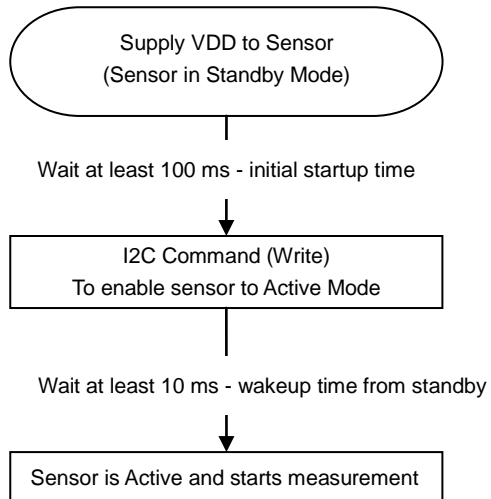 Supply VDD to Sensor
(Sensor in Standby Mode)
Wait at least 100 ms - initial startup time
I2C Command (Write)
To enable sensor to Active Mode
Wait at least 10 ms - wakeup time from standby
Sensor is Active and starts measurement